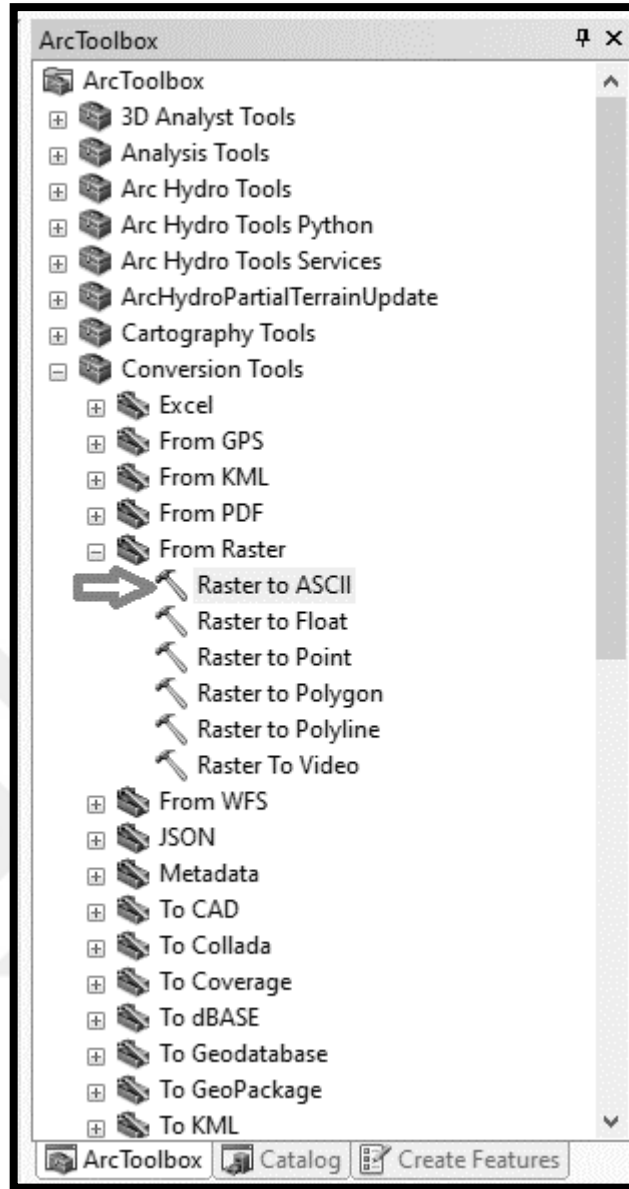 ArcToolbox
ArcToolbox
3D Analyst Tools
Analysis Tools
Arc Hydro Tools
Arc Hydro Tools Python
Arc Hydro Tools Services
ArcHydroPartialTerrainUpdate
Cartography Tools
Conversion Tools
Excel
From GPS
From KML
From PDF
From Raster
Raster to ASCII
Raster to Float
Raster to Point
Raster to Polygon
Raster to Polyline
Raster To Video
From WFS
JSON
Metadata
To CAD
To Collada
To Coverage
To dBASE
To Geodatabase
To GeoPackage
To KML
ArcToolbox Catalog Create Features